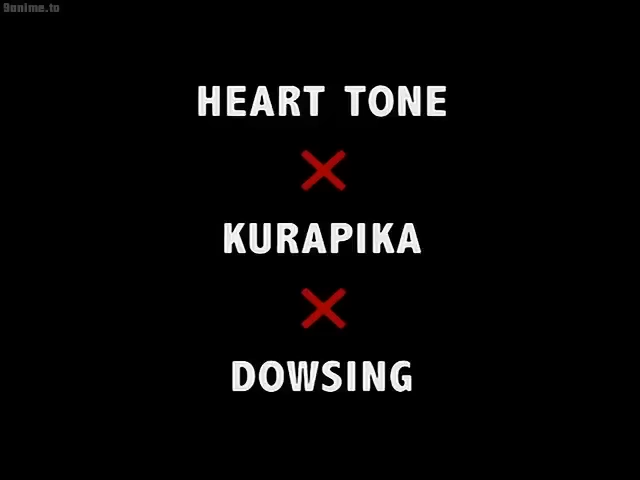 9anime.to
HEART TONE
×
KURAPIKA
×
DOWSING